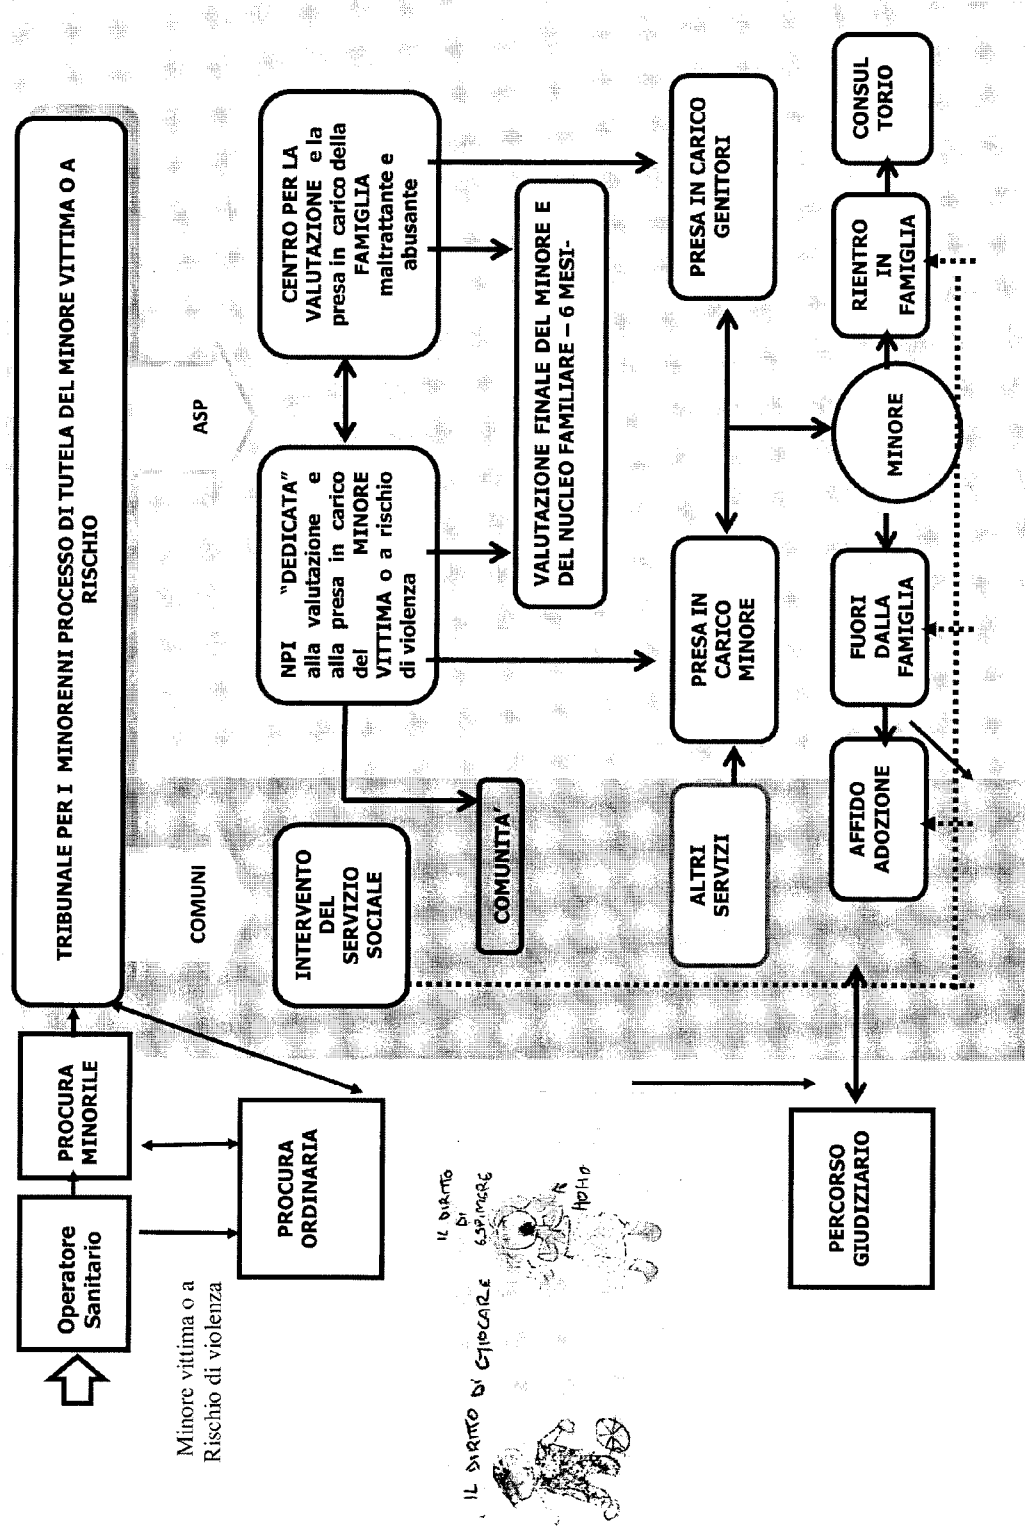 Operatore
Sanitario
PROCURA
MINORILE
TRIBUNALE PER I MINORENNI PROCESSO DI TUTELA DEL MINORE VITTIMA O A
RISCHIO
Minore vittima o a
Rischio di violenza
COMUNI
ASP
PROCURA
ORDINARIA
INTERVENTO
DEL
SERVIZIO
SOCIALE
NPI "DEDICATA"
alla valutazione e
alla presa in carico
del MINORE
VITTIMA o a rischio
di violenza
CENTRO PER LA
VALUTAZIONE e la
presa in carico della
FAMIGLIA
maltrattante e
abusante
IL DIRITTO DI GIOCARE
IL DIRITTO
DI
ESPIMERE
COMUNITA'
VALUTAZIONE FINALE DEL MINORE E
DEL NUCLEO FAMILIARE – 6 MESI-
ALTRI
SERVIZI
PRESA IN
CARICO
MINORE
PRESA IN CARICO
GENITORI
PERCORSO
GIUDIZIARIO
AFFIDO
ADOZIONE
FUORI
DALLA
FAMIGLIA
MINORE
RIENTRO
IN
FAMIGLIA
CONSUL
TORIO